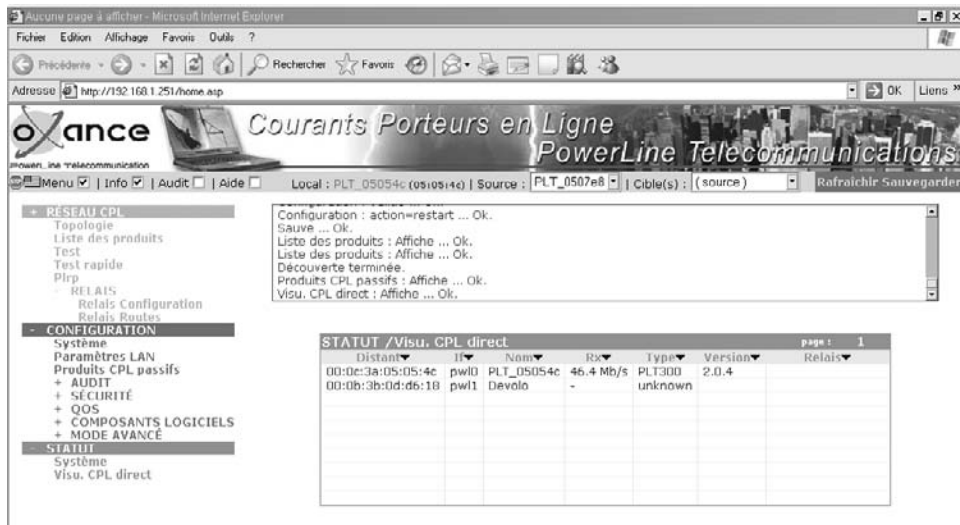 Aucune page à afficher - Microsoft Internet Explorer
Fichier Edition Affichage Favoris Outils ?
Précédente Rechercher Favoris
Adresse http://192.168.1.251/home.asp OK Liens »
oxance Courants Porteurs en Ligne
PowerLine Telecommunications
PowerLine Telecommunication
Menu | Info | Audit | Aide Local : PLT_05054c (05:05:4c) | Source : PLT_0507e8 | Cible(s) : (source) Rafraichir Sauvegarder
+ RÉSEAU CPL
Topologie
Liste des produits
Test
Test rapide
Plrp
- RELAIS
Relais Configuration
Relais Routes
- CONFIGURATION
Système
Paramètres LAN
Produits CPL passifs
+ AUDIT
+ SÉCURITÉ
+ QOS
+ COMPOSANTS LOGICIELS
+ MODE AVANCÉ
- STATUT
Système
Visu. CPL direct
Configuration : action=restart ... Ok.
Sauve ... Ok.
Liste des produits : Affiche ... Ok.
Liste des produits : Affiche ... Ok.
Découverte terminée.
Produits CPL passifs : Affiche ... Ok.
Visu. CPL direct : Affiche ... Ok.
STATUT /Visu. CPL direct page : 1
Distant If Nom Rx Type Version Relais
00:0c:3a:05:05:4c pwl0 PLT_05054c 46.4 Mb/s PLT300 2.0.4
00:0b:3b:0d:d6:18 pwl1 Devolo - unknown